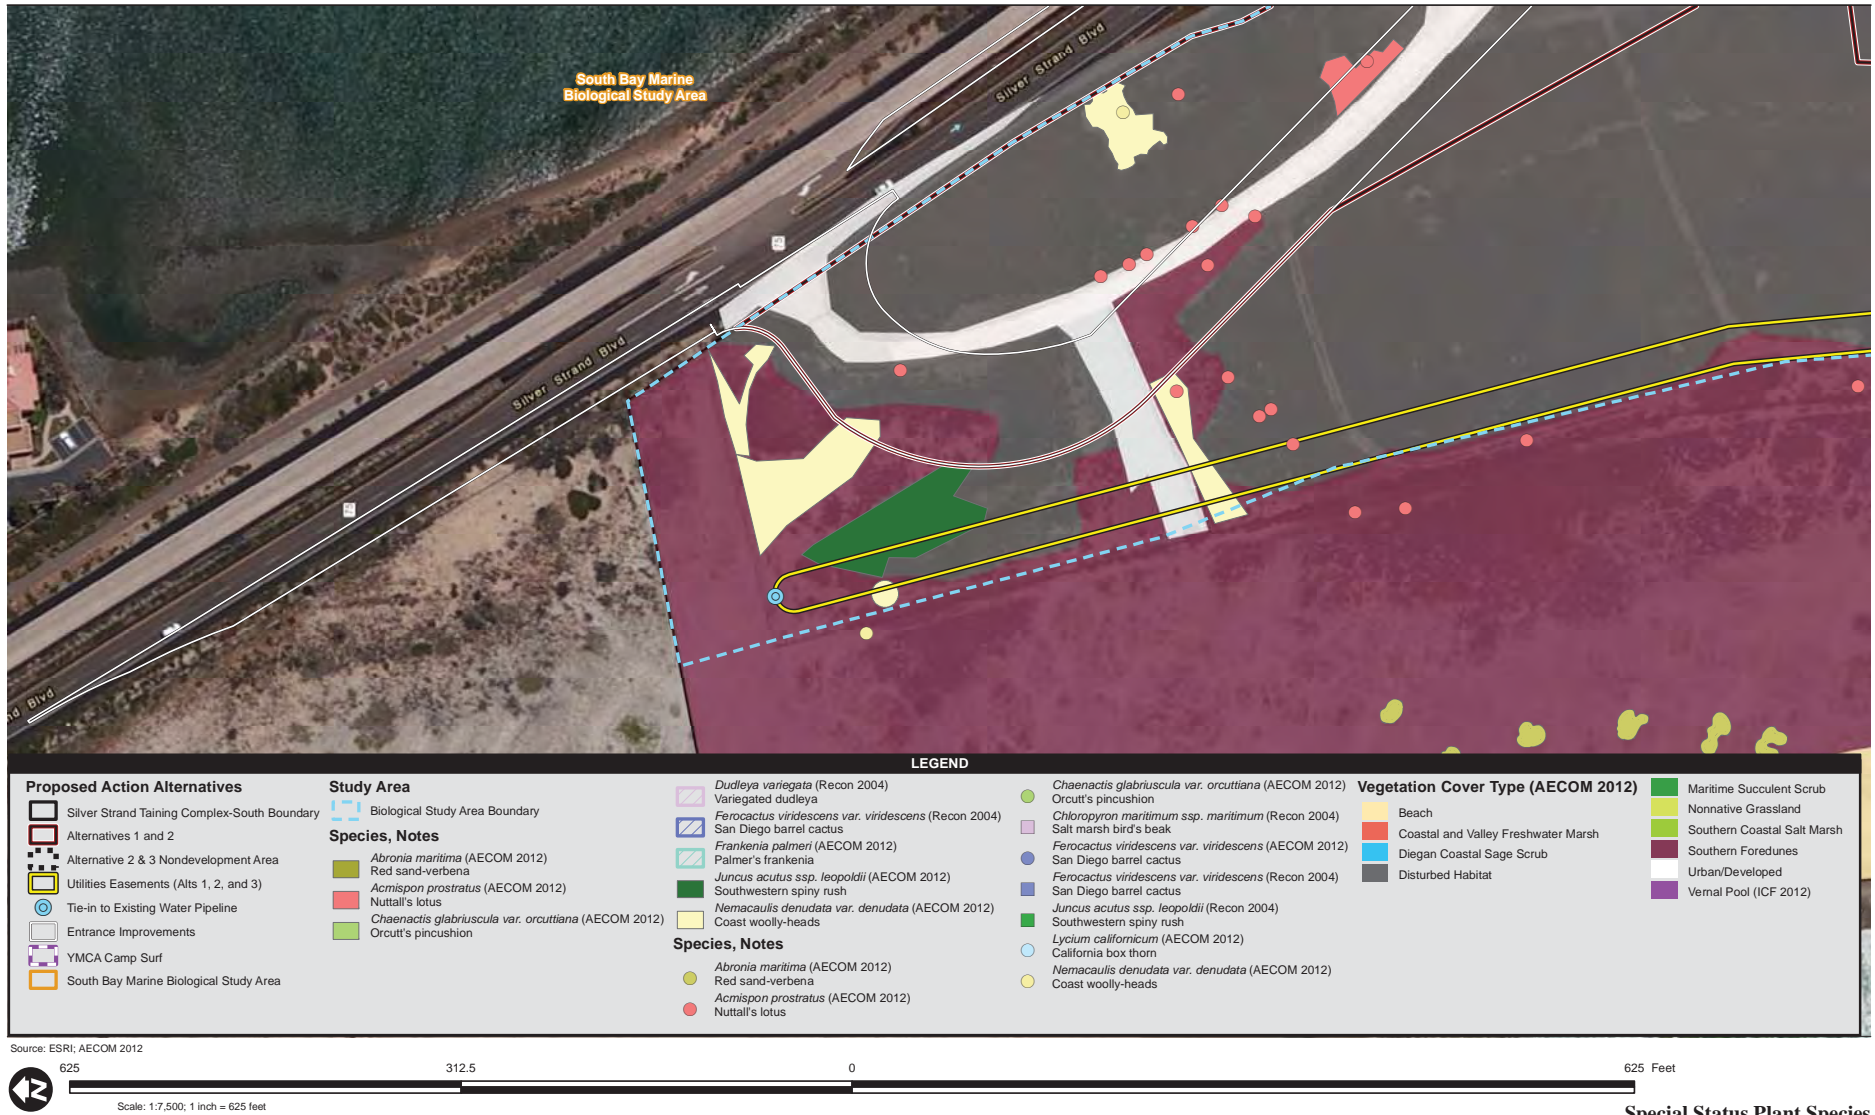 South Bay Marine
Biological Study Area
Silver Strand Blvd
75
Silver Strand Blvd
75
nd Blvd
LEGEND
Proposed Action Alternatives
Silver Strand Taining Complex-South Boundary
Alternatives 1 and 2
Alternative 2 & 3 Nondevelopment Area
Utilities Easements (Alts 1, 2, and 3)
Tie-in to Existing Water Pipeline
Entrance Improvements
YMCA Camp Surf
South Bay Marine Biological Study Area
Study Area
Biological Study Area Boundary
Species, Notes
Abronia maritima (AECOM 2012)
Red sand-verbena
Acmispon prostratus (AECOM 2012)
Nuttall's lotus
Chaenactis glabriuscula var. orcuttiana (AECOM 2012)
Orcutt's pincushion
Dudleya variegata (Recon 2004)
Variegated dudleya
Ferocactus viridescens var. viridescens (Recon 2004)
San Diego barrel cactus
Frankenia palmeri (AECOM 2012)
Palmer's frankenia
Juncus acutus ssp. leopoldii (AECOM 2012)
Southwestern spiny rush
Nemacaulis denudata var. denudata (AECOM 2012)
Coast woolly-heads
Species, Notes
Abronia maritima (AECOM 2012)
Red sand-verbena
Acmispon prostratus (AECOM 2012)
Nuttall's lotus
Chaenactis glabriuscula var. orcuttiana (AECOM 2012)
Orcutt's pincushion
Chloropyron maritimum ssp. maritimum (Recon 2004)
Salt marsh bird's beak
Ferocactus viridescens var. viridescens (AECOM 2012)
San Diego barrel cactus
Ferocactus viridescens var. viridescens (Recon 2004)
San Diego barrel cactus
Juncus acutus ssp. leopoldii (Recon 2004)
Southwestern spiny rush
Lycium californicum (AECOM 2012)
California box thorn
Nemacaulis denudata var. denudata (AECOM 2012)
Coast woolly-heads
Vegetation Cover Type (AECOM 2012)
Beach
Coastal and Valley Freshwater Marsh
Diegan Coastal Sage Scrub
Disturbed Habitat
Maritime Succulent Scrub
Nonnative Grassland
Southern Coastal Salt Marsh
Southern Foredunes
Urban/Developed
Vernal Pool (ICF 2012)
Source: ESRI; AECOM 2012
625 312.5 0 625 Feet
N
Scale: 1:7,500; 1 inch = 625 feet
Special Status Plant Species